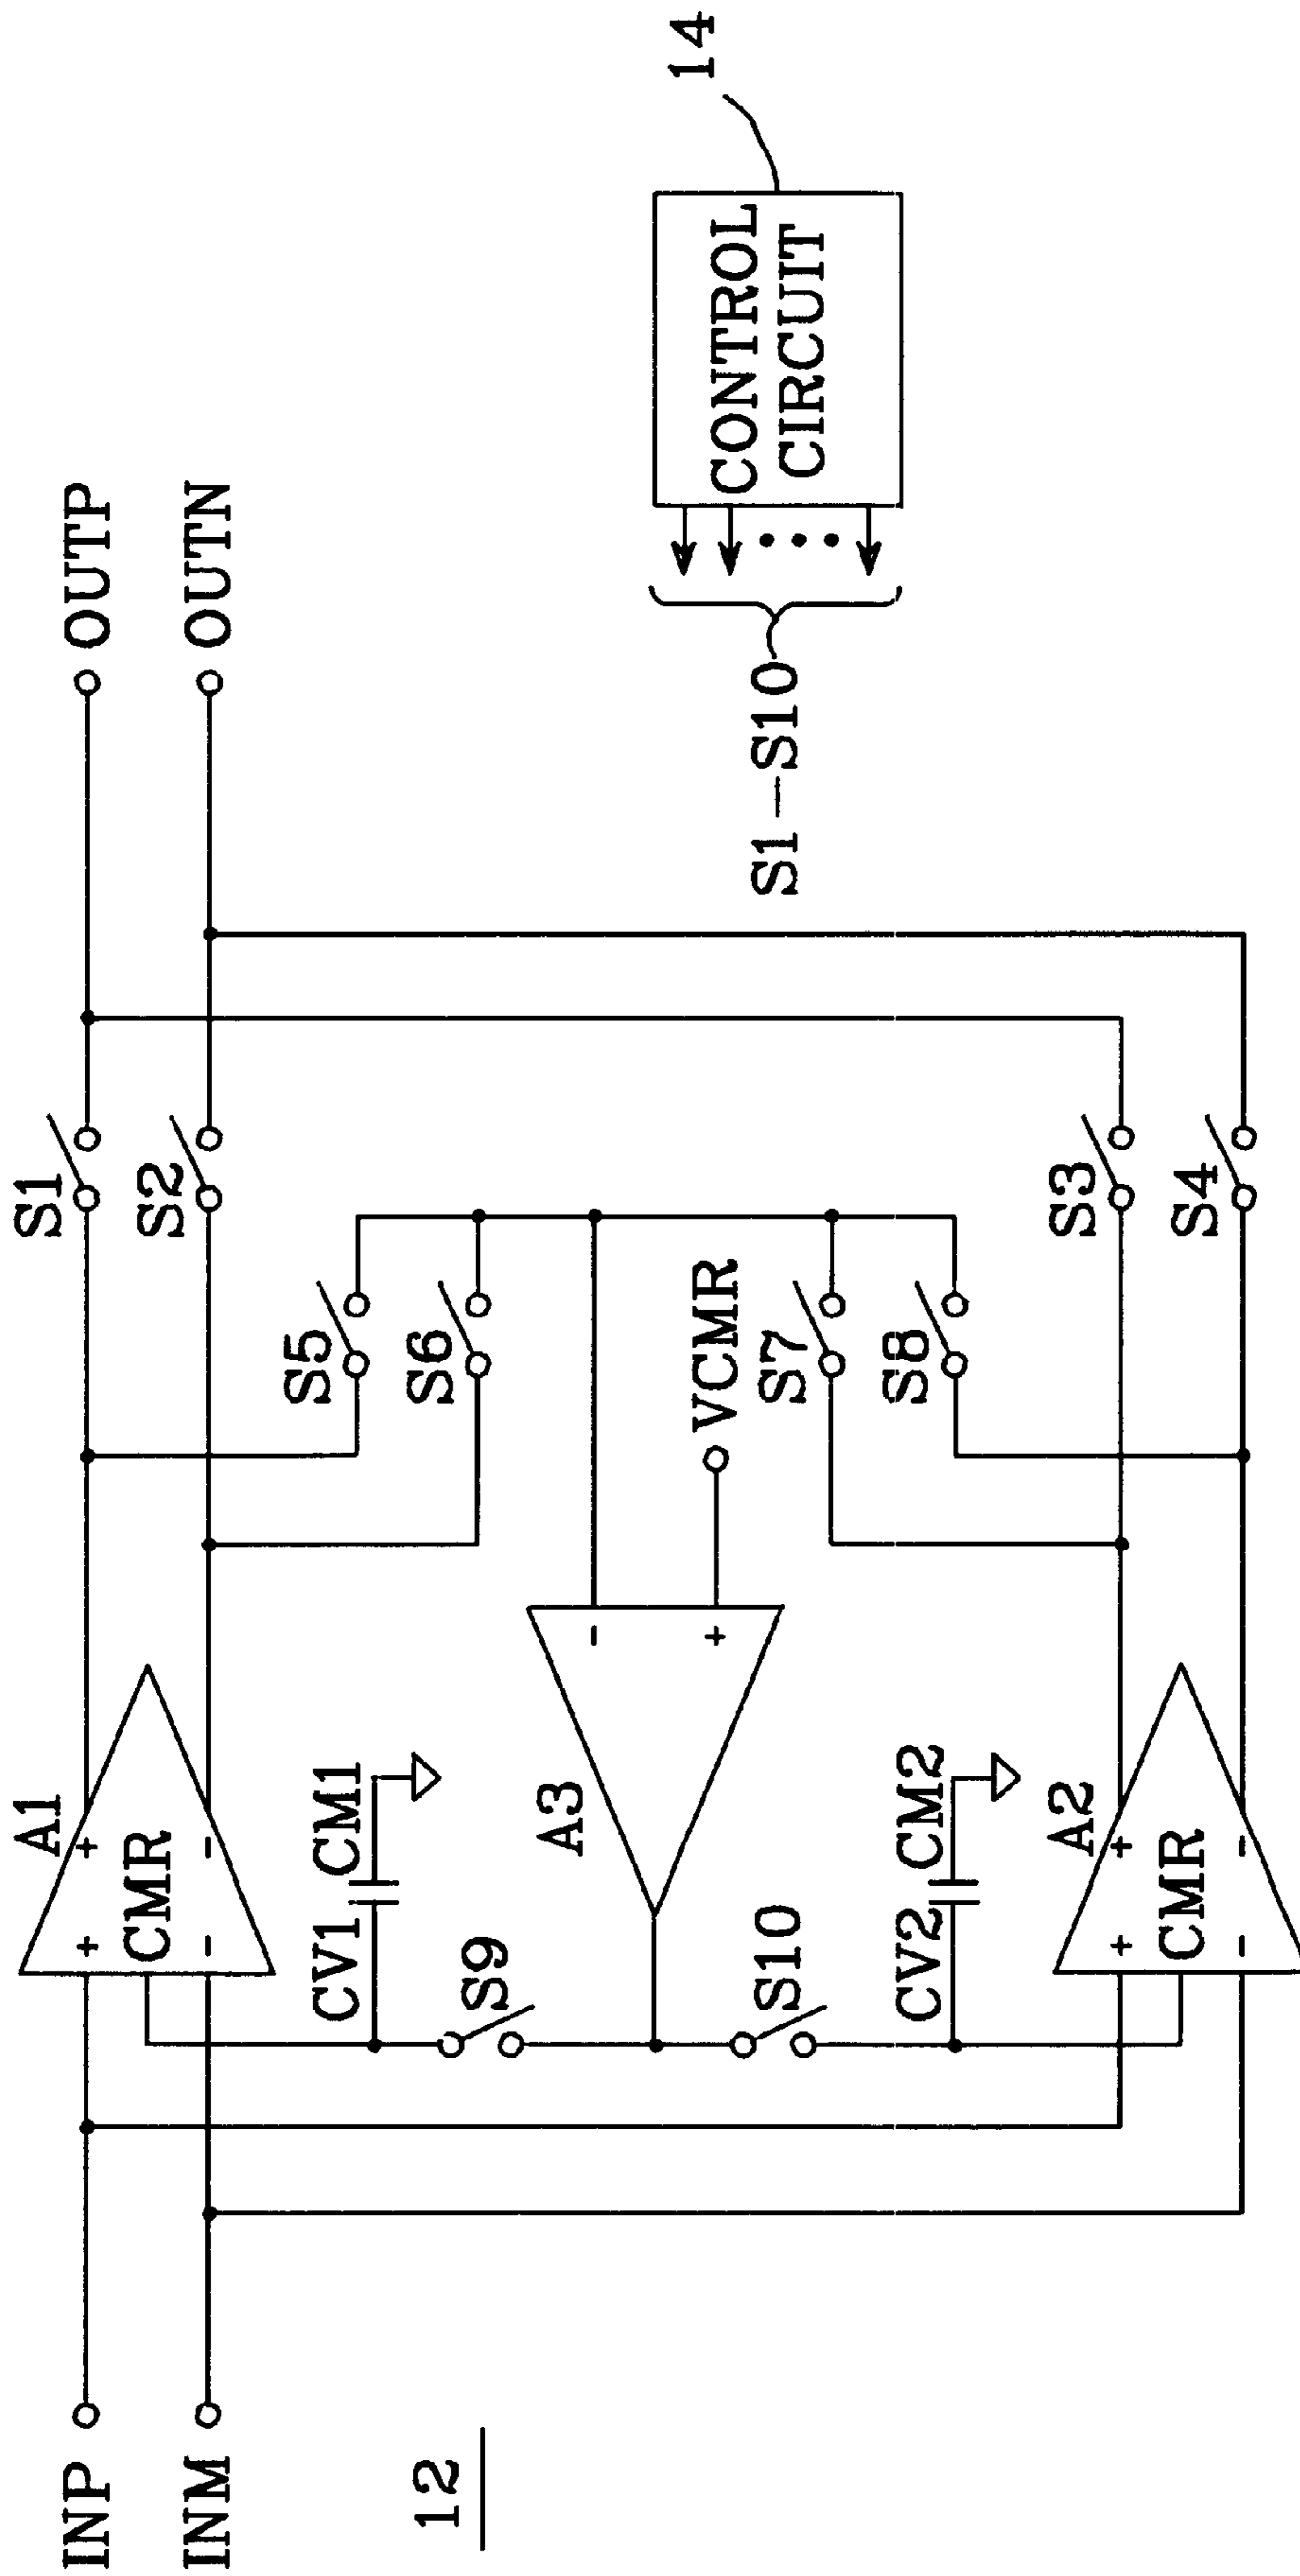 INP
INM
12
A1
+
+
CMR
-
-
S1
S2
OUTP
OUTN
CV1
CM1
S9
S5
S6
A3
-
+
VCMR
S10
S7
S8
CV2
CM2
A2
+
+
CMR
-
-
S3
S4
S1-S10
CONTROL
CIRCUIT
14